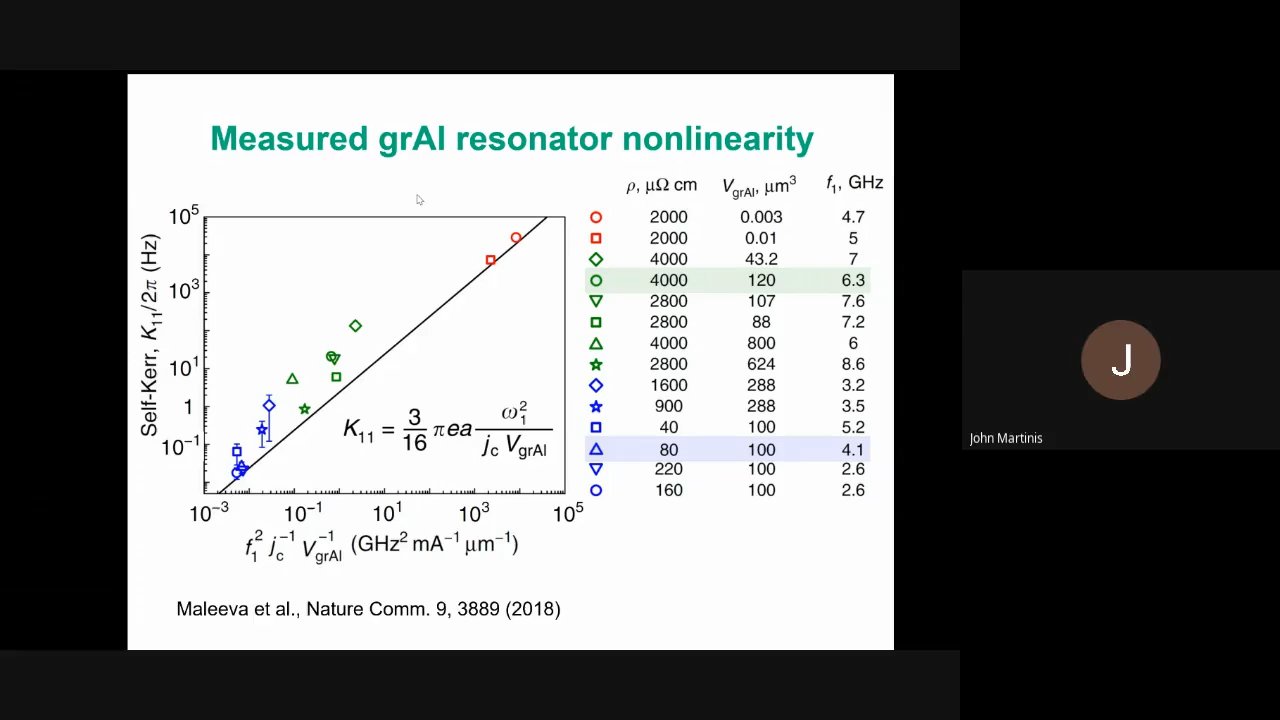 Measured grAl resonator nonlinearity
ρ, μΩ cm VgrAl, μm³ f₁, GHz
2000 0.003 4.7
2000 0.01 5
4000 43.2 7
4000 120 6.3
2800 107 7.6
2800 88 7.2
4000 800 6
2800 624 8.6
1600 288 3.2
900 288 3.5
40 100 5.2
80 100 4.1
220 100 2.6
160 100 2.6
Self-Kerr, K₁₁/2π (Hz)
10⁵
10³
10¹
1
10⁻¹
K₁₁ = 3/16 πea ω₁²/(jc VgrAl)
10⁻³ 10⁻¹ 10¹ 10³ 10⁵
f₁² jc⁻¹ VgrAl⁻¹ (GHz² mA⁻¹ μm⁻¹)
Maleeva et al., Nature Comm. 9, 3889 (2018)
J
John Martinis